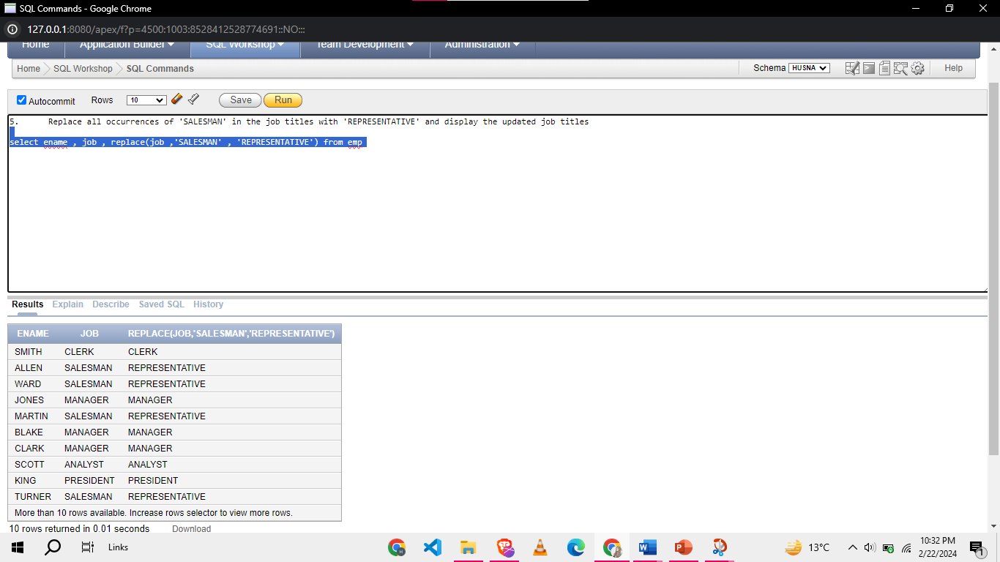 SQL Commands - Google Chrome
127.0.0.1:8080/apex/f?p=4500:1003:8528412528774691::NO:::
Home Application Builder SQL Workshop Team Development Administration
Home SQL Workshop SQL Commands Schema HUSNA Help
Autocommit Rows 10 Save Run
5. Replace all occurrences of 'SALESMAN' in the job titles with 'REPRESENTATIVE' and display the updated job titles
select ename , job , replace(job ,'SALESMAN' , 'REPRESENTATIVE') from emp
Results Explain Describe Saved SQL History
ENAME JOB REPLACE(JOB,'SALESMAN','REPRESENTATIVE')
SMITH CLERK CLERK
ALLEN SALESMAN REPRESENTATIVE
WARD SALESMAN REPRESENTATIVE
JONES MANAGER MANAGER
MARTIN SALESMAN REPRESENTATIVE
BLAKE MANAGER MANAGER
CLARK MANAGER MANAGER
SCOTT ANALYST ANALYST
KING PRESIDENT PRESIDENT
TURNER SALESMAN REPRESENTATIVE
More than 10 rows available. Increase rows selector to view more rows.
10 rows returned in 0.01 seconds Download
Links 13°C 10:32 PM
2/22/2024 1